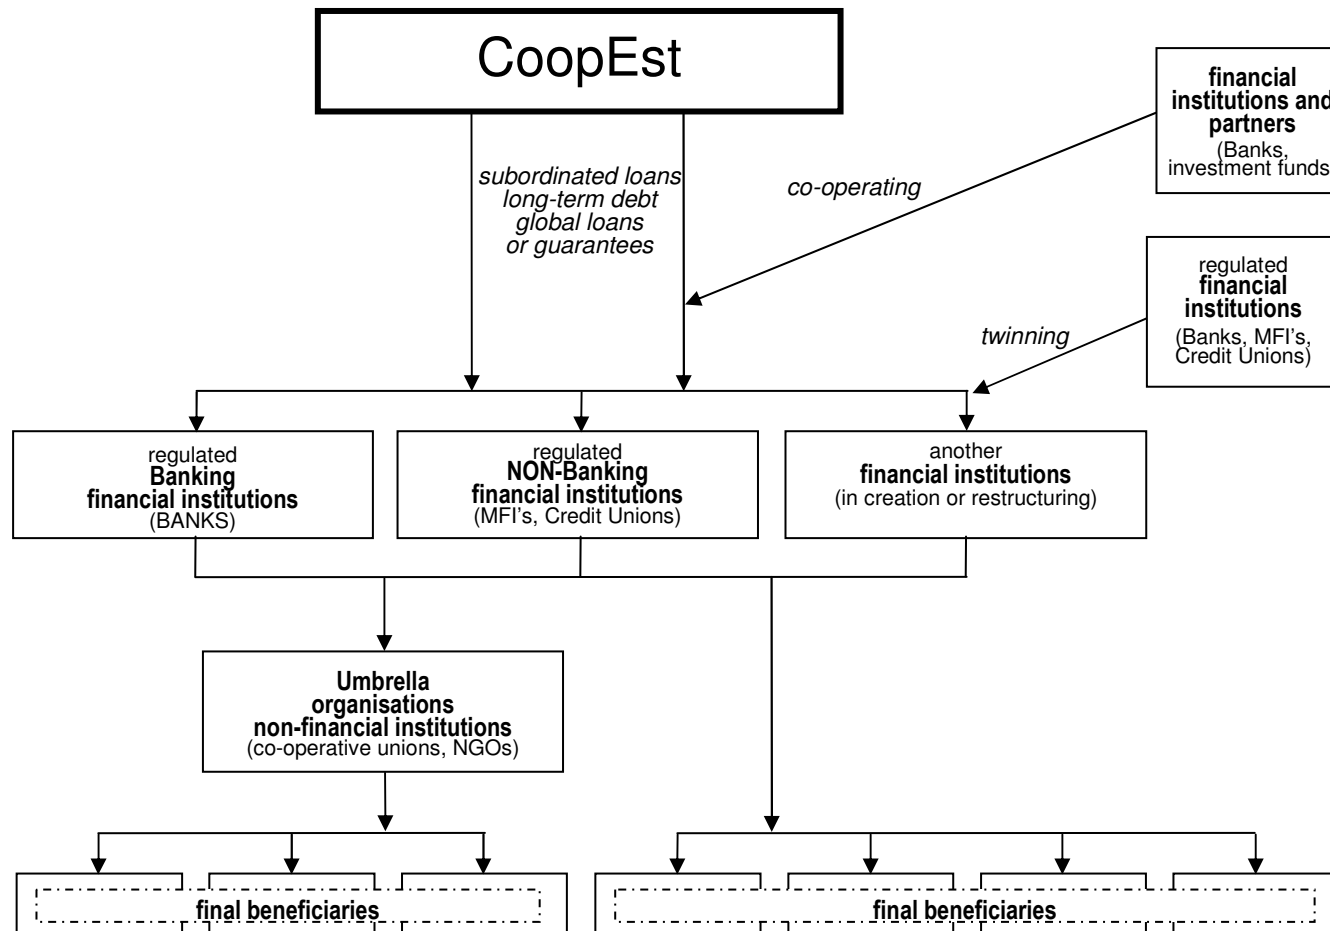 CoopEst
financial
institutions and
partners
(Banks,
investment funds
subordinated loans
long-term debt
global loans
or guarantees
co-operating
regulated
financial
institutions
(Banks, MFI's,
Credit Unions)
twinning
regulated
Banking
financial institutions
(BANKS)
regulated
NON-Banking
financial institutions
(MFI's, Credit Unions)
another
financial institutions
(in creation or restructuring)
Umbrella
organisations
non-financial institutions
(co-operative unions, NGOs)
final beneficiaries
final beneficiaries